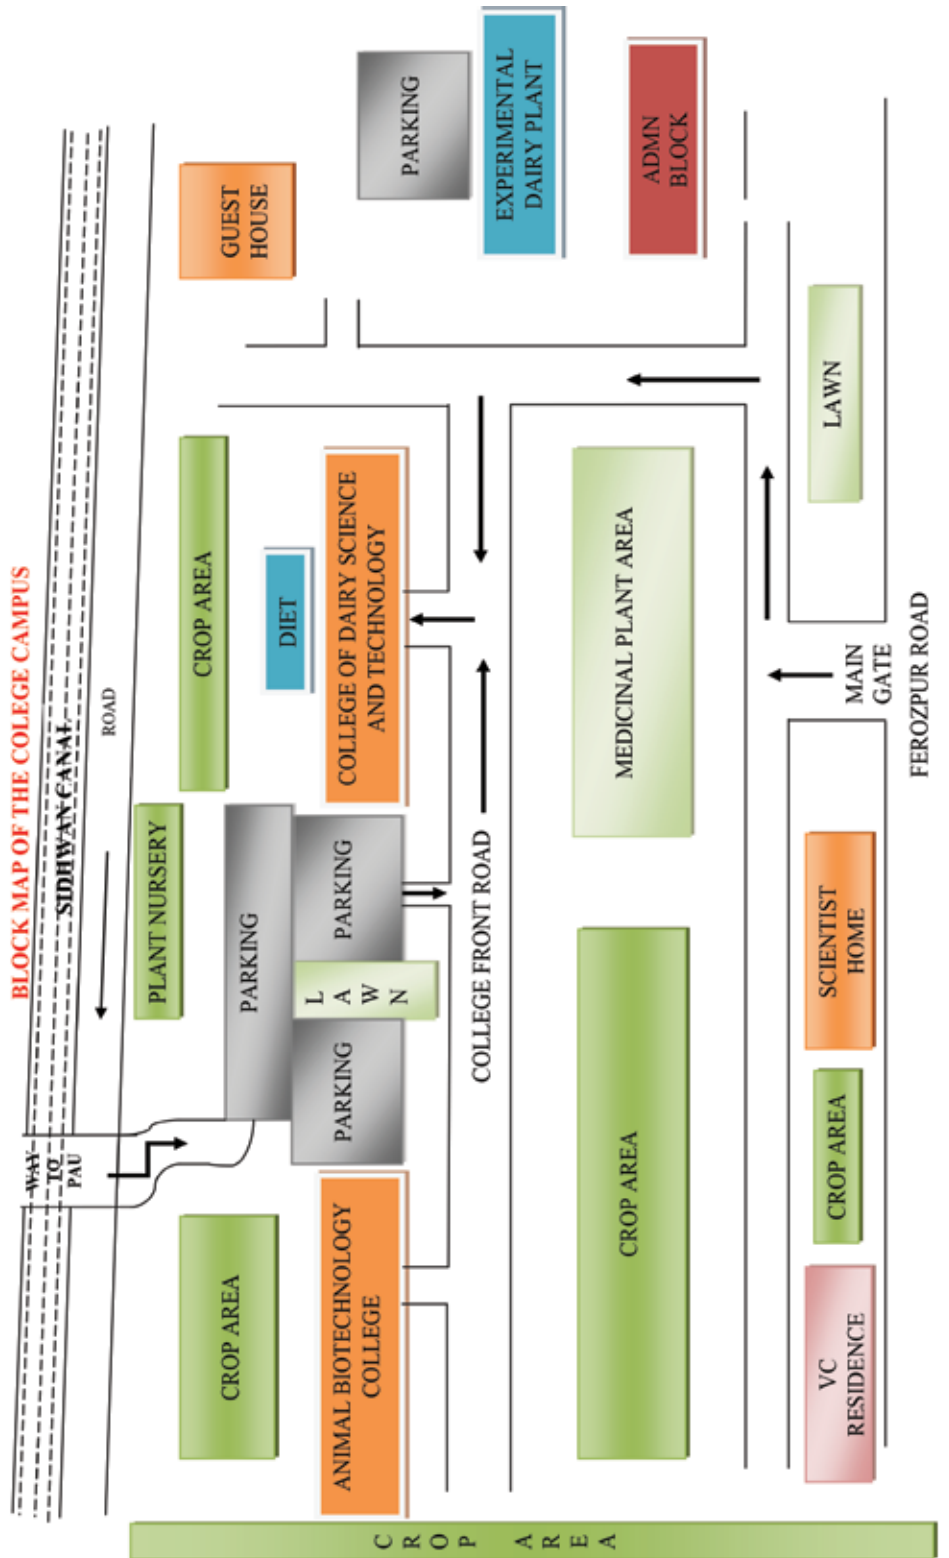 BLOCK MAP OF THE COLEGE CAMPUS
SIDHWAN CANAL
ROAD
WAY
TO
PAU
CROP AREA
PLANT NURSERY
CROP AREA
GUEST
HOUSE
PARKING
DIET
ANIMAL BIOTECHNOLOGY
COLLEGE
PARKING
L
A
W
N
PARKING
COLLEGE OF DAIRY SCIENCE
AND TECHNOLOGY
PARKING
EXPERIMENTAL
DAIRY PLANT
COLLEGE FRONT ROAD
CROP AREA
MEDICINAL PLANT AREA
ADMN
BLOCK
VC
RESIDENCE
CROP AREA
SCIENTIST
HOME
MAIN
GATE
LAWN
FEROZPUR ROAD
C
R
O
P
A
R
E
A